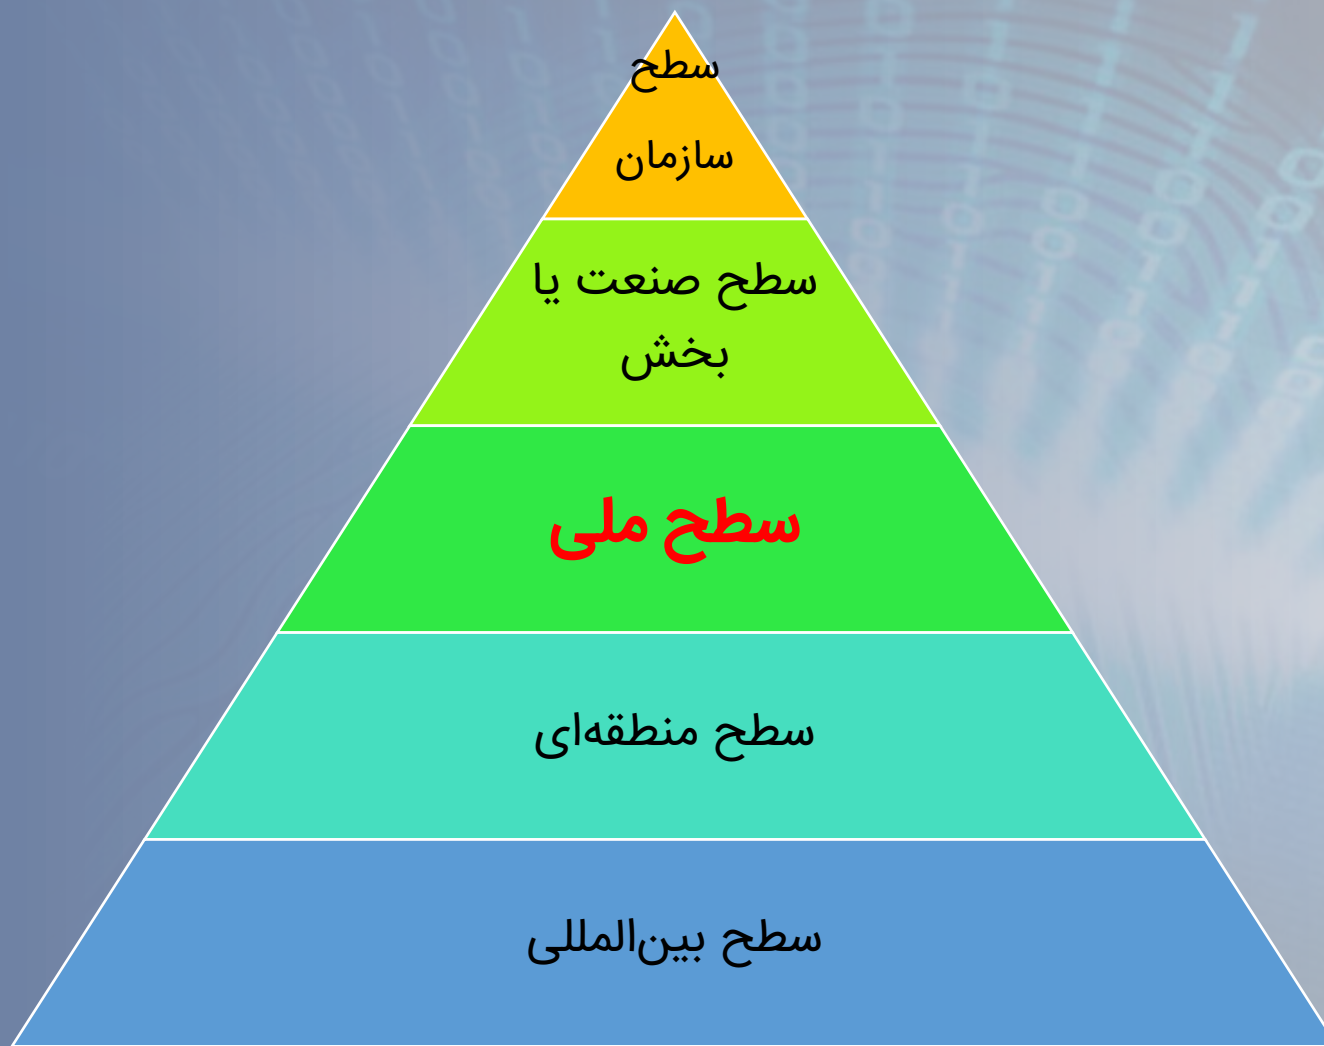 سطح
سازمان
سطح صنعت یا
بخش
سطح ملی
سطح منطقه‌ای
سطح بین‌المللی